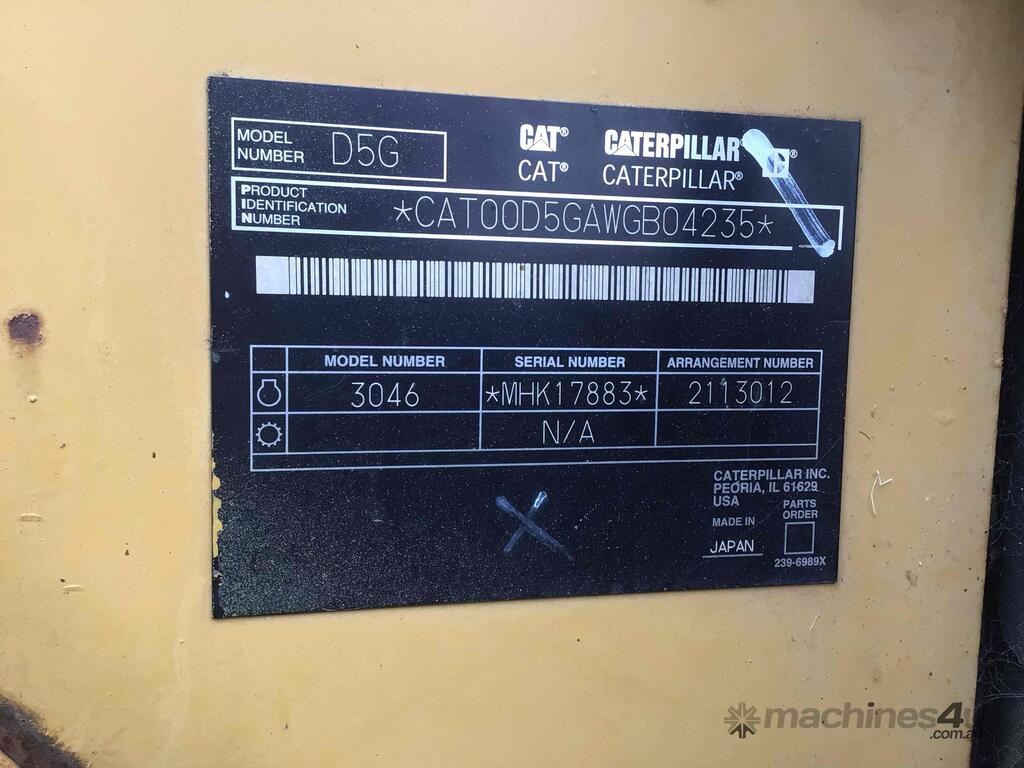 MODEL NUMBER D5G
CAT® CATERPILLAR®
CAT® CATERPILLAR®
PRODUCT IDENTIFICATION NUMBER *CAT00D5GAWGB04235*
MODEL NUMBER SERIAL NUMBER ARRANGEMENT NUMBER
3046 *MHK17883* 2113012
N/A
CATERPILLAR INC.
PEORIA, IL 61629
USA
PARTS ORDER
MADE IN
JAPAN
239-6989X
machines4u
.com.au